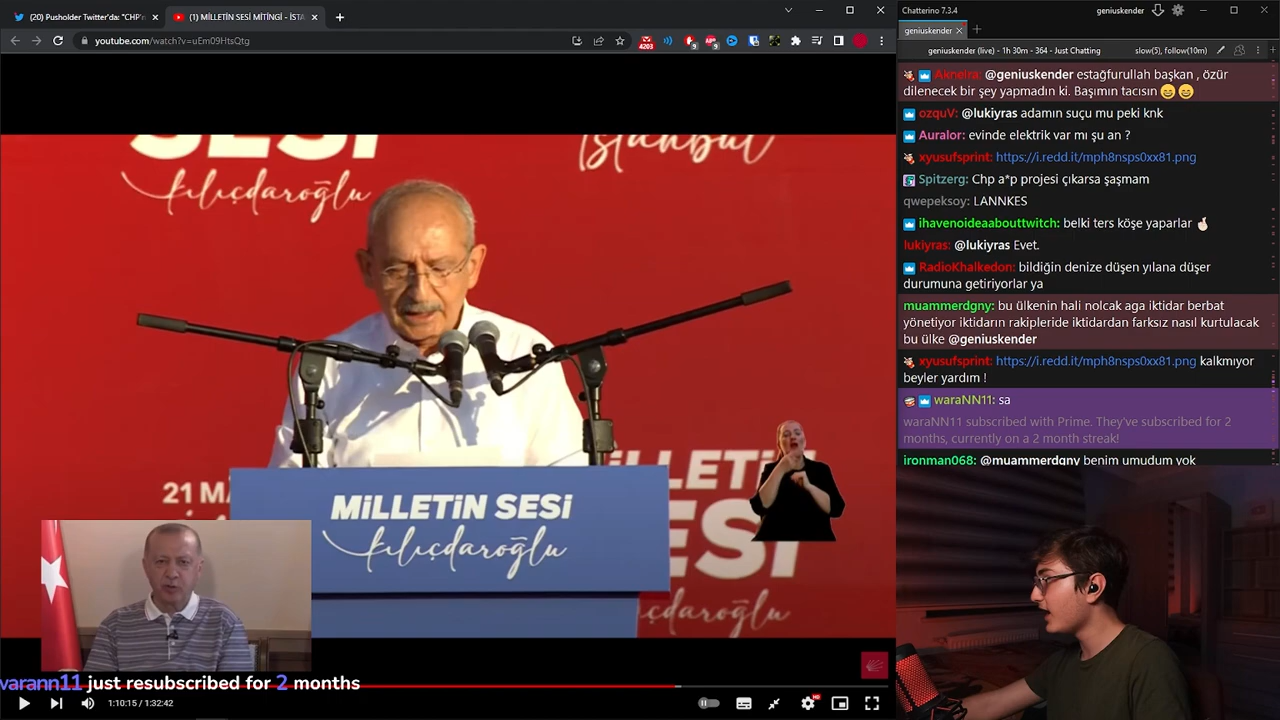 (20) Pusholder Twitter'da: "CHP'n
(1) MİLLETİN SESİ MİTİNGİ - İSTA
youtube.com/watch?v=uEm09HtsQtg
4203
9
9
SESİ
Kılıçdaroğlu
İstanbul
21 MA
MİLLETİN SESİ
Kılıçdaroğlu
İLLETİN
ESİ
kılıçdaroğlu
varann11 just resubscribed for 2 months
1:10:15 / 1:32:42
HD
Chatterino 7.3.4
geniuskender
geniuskender
geniuskender (live) - 1h 30m - 364 - Just Chatting
slow(5), follow(10m)
Aknelra: @geniuskender estağfurullah başkan , özür
dilenecek bir şey yapmadın ki. Başımın tacısın 😄 😄
ozquV: @lukiyras adamın suçu mu peki knk
Auralor: evinde elektrik var mı şu an ?
xyusufsprint: https://i.redd.it/mph8nsps0xx81.png
Spitzerg: Chp a*p projesi çıkarsa şaşmam
qwepeksoy: LANNKES
ihavenoideaabouttwitch: belki ters köşe yaparlar 🤞🏻
lukiyras: @lukiyras Evet.
RadioKhalkedon: bildiğin denize düşen yılana düşer
durumuna getiriyorlar ya
muammerdgny: bu ülkenin hali nolcak aga iktidar berbat
yönetiyor iktidarın rakipleride iktidardan farksız nasıl kurtulacak
bu ülke @geniuskender
xyusufsprint: https://i.redd.it/mph8nsps0xx81.png kalkmıyor
beyler yardım !
waraNN11: sa
waraNN11 subscribed with Prime. They've subscribed for 2
months, currently on a 2 month streak!
ironman068: @muammerdgny benim umudum yok